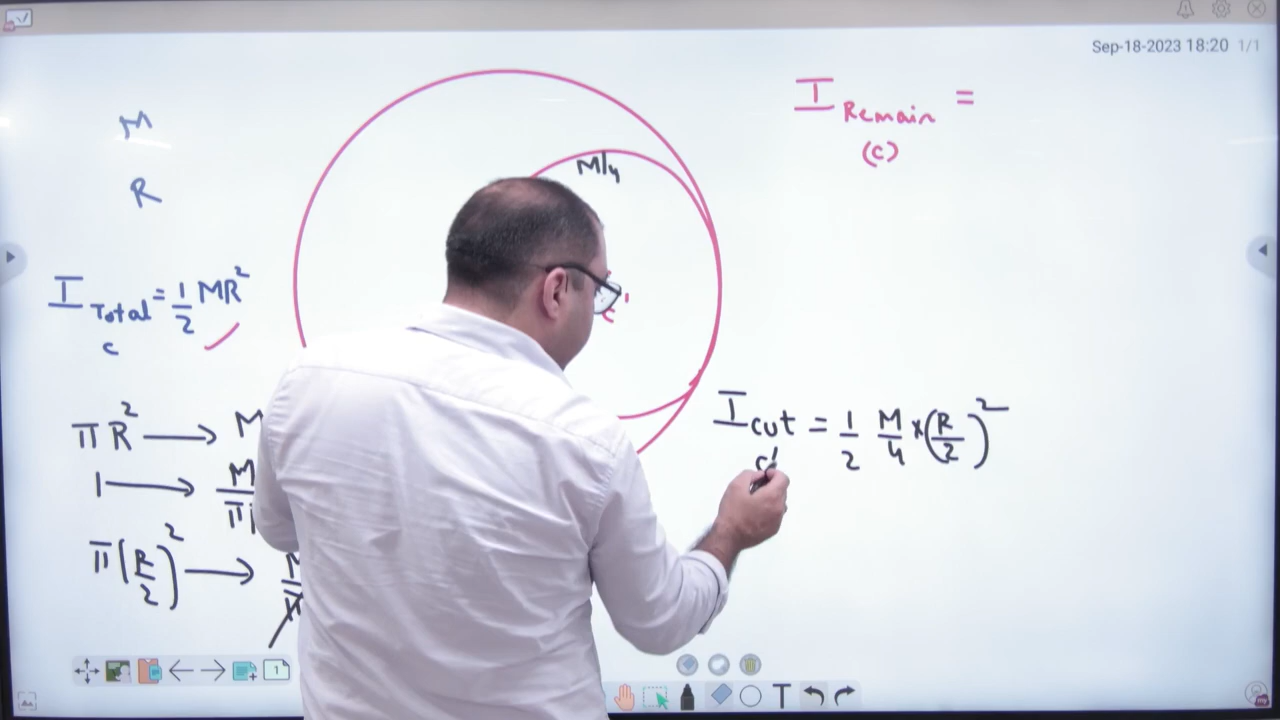 Sep-18-2023 18:20 1/1
M
R
I Total = 1/2 MR²
c
πR² → M
1 → M
π(R/2)² →
M/4
c'
I Remain =
(c)
I cut = 1/2 M/4 × (R/2)²
c'
1
T